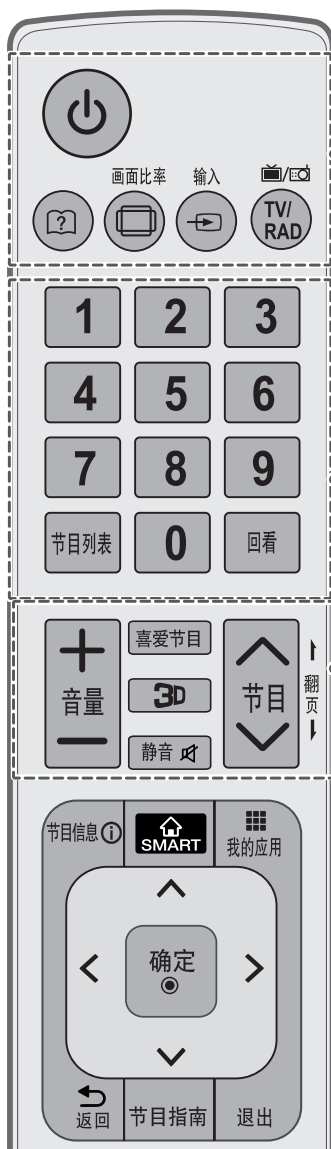 画面比率 输入
?
TV/
RAD
1 2 3
4 5 6
7 8 9
节目列表 0 回看
喜爱节目
音量 3D 节目 翻页
静音
节目信息 SMART 我的应用
确定
返回 节目指南 退出